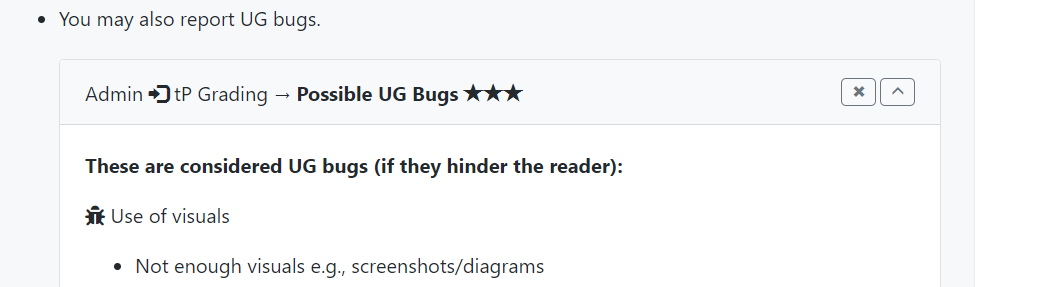 You may also report UG bugs.
Admin tP Grading → Possible UG Bugs ★★★
These are considered UG bugs (if they hinder the reader):
Use of visuals
Not enough visuals e.g., screenshots/diagrams